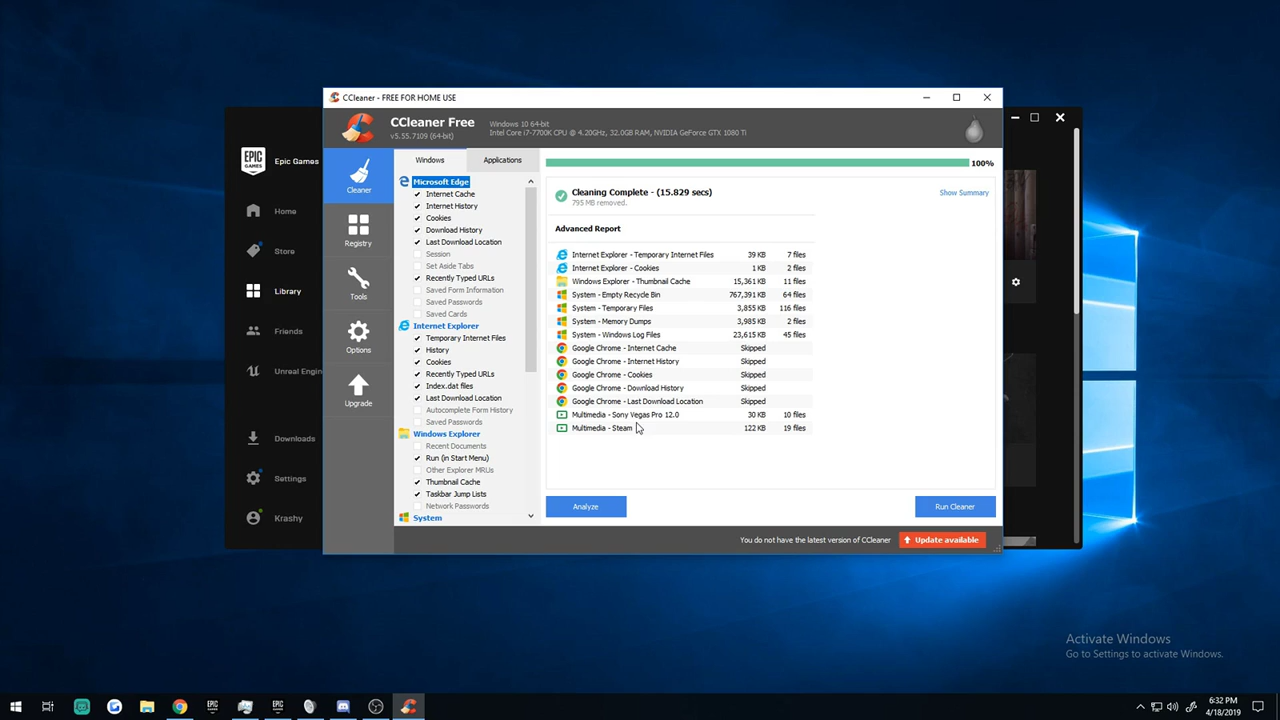 CCleaner - FREE FOR HOME USE
CCleaner Free
v5.55.7109 (64-bit)
Windows 10 64-bit
Intel Core i7-7700K CPU @ 4.20GHz, 32.0GB RAM, NVIDIA GeForce GTX 1080 Ti
EPIC
GAMES
Epic Games
Home
Store
Library
Friends
Unreal Engin
Downloads
Settings
Krashy
Cleaner
Registry
Tools
Options
Upgrade
Windows
Applications
Microsoft Edge
Internet Cache
Internet History
Cookies
Download History
Last Download Location
Session
Set Aside Tabs
Recently Typed URLs
Saved Form Information
Saved Passwords
Saved Cards
Internet Explorer
Temporary Internet Files
History
Cookies
Recently Typed URLs
Index.dat files
Last Download Location
Autocomplete Form History
Saved Passwords
Windows Explorer
Recent Documents
Run (in Start Menu)
Other Explorer MRUs
Thumbnail Cache
Taskbar Jump Lists
Network Passwords
System
100%
Cleaning Complete - (15.829 secs)
795 MB removed.
Show Summary
Advanced Report
Internet Explorer - Temporary Internet Files 39 KB 7 files
Internet Explorer - Cookies 1 KB 2 files
Windows Explorer - Thumbnail Cache 15,361 KB 11 files
System - Empty Recycle Bin 767,391 KB 64 files
System - Temporary Files 3,855 KB 116 files
System - Memory Dumps 3,985 KB 2 files
System - Windows Log Files 23,615 KB 45 files
Google Chrome - Internet Cache Skipped
Google Chrome - Internet History Skipped
Google Chrome - Cookies Skipped
Google Chrome - Download History Skipped
Google Chrome - Last Download Location Skipped
Multimedia - Sony Vegas Pro 12.0 30 KB 10 files
Multimedia - Steam 122 KB 19 files
Analyze
Run Cleaner
You do not have the latest version of CCleaner
Update available
Activate Windows
Go to Settings to activate Windows.
EPIC
EPIC
6:32 PM
4/18/2019